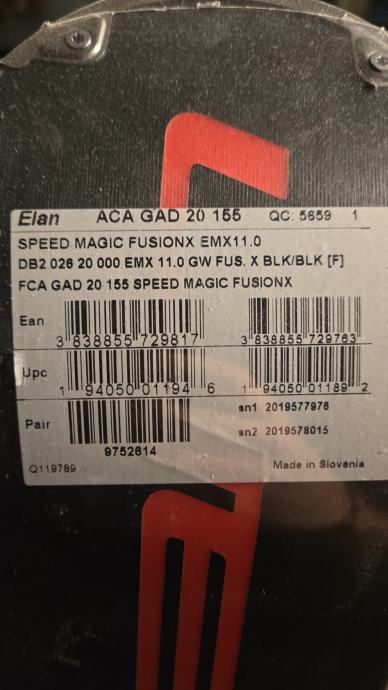 Elan ACA GAD 20 155 QC: 5659 1
SPEED MAGIC FUSIONX EMX11.0
DB2 026 20 000 EMX 11.0 GW FUS. X BLK/BLK [F]
FCA GAD 20 155 SPEED MAGIC FUSIONX
Ean
3 838855 729817 3 838855 729763
Upc
1 94050 01194 6 1 94050 01189 2
Pair
9752614
sn1 2019577976
sn2 2019578015
Q119789 Made in Slovenia